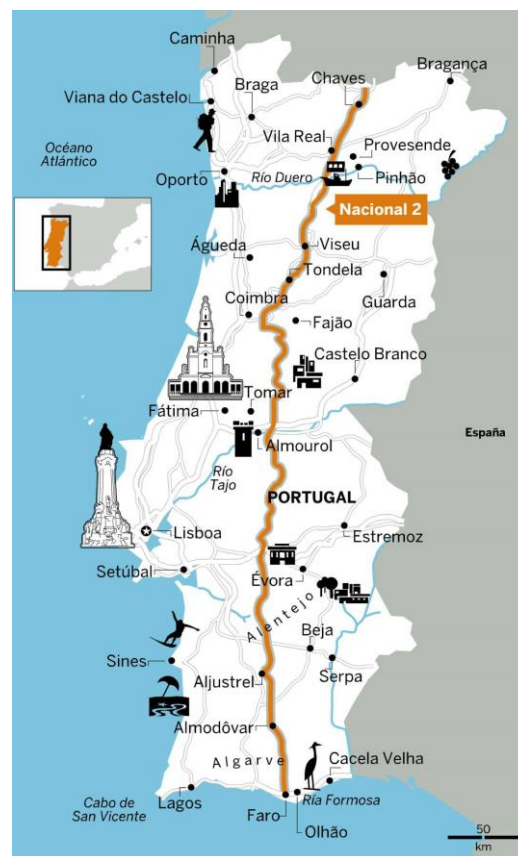 Caminha
Bragança
Chaves
Viana do Castelo
Braga
Vila Real
Provesende
Océano
Atlántico
Oporto
Río Duero
Pinhão
Nacional 2
Águeda
Viseu
Tondela
Coimbra
Guarda
Fajão
Castelo Branco
Tomar
Fátima
Almourol
España
Río
Tajo
PORTUGAL
Lisboa
Estremoz
Setúbal
Évora
Alentejo
Beja
Sines
Serpa
Aljustrel
Almodôvar
Algarve
Cacela Velha
Cabo de
San Vicente
Lagos
Ría Formosa
Faro
Olhão
50
km